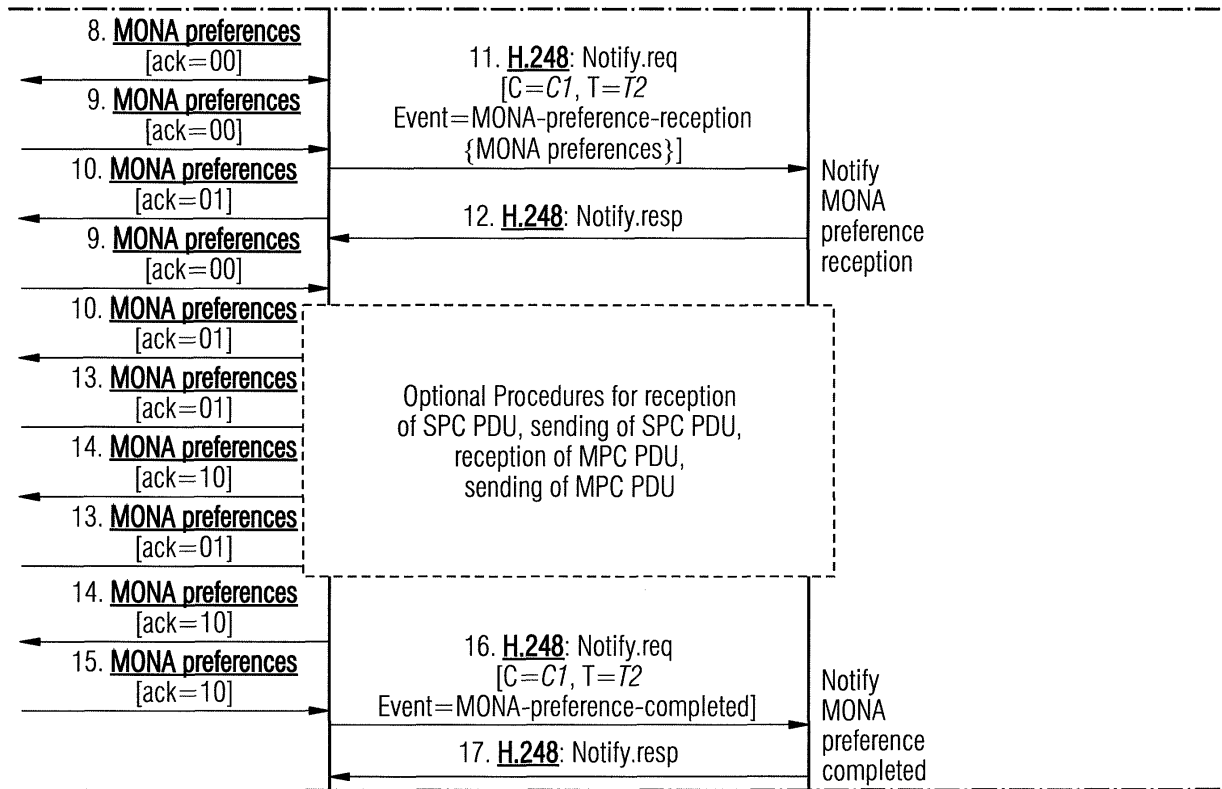 8. MONA preferences
[ack=00]
9. MONA preferences
[ack=00]
10. MONA preferences
[ack=01]
9. MONA preferences
[ack=00]
10. MONA preferences
[ack=01]
13. MONA preferences
[ack=01]
14. MONA preferences
[ack=10]
13. MONA preferences
[ack=01]
14. MONA preferences
[ack=10]
15. MONA preferences
[ack=10]
11. H.248: Notify.req
[C=C1, T=T2
Event=MONA-preference-reception
{MONA preferences}]
12. H.248: Notify.resp
Notify
MONA
preference
reception
Optional Procedures for reception
of SPC PDU, sending of SPC PDU,
reception of MPC PDU,
sending of MPC PDU
16. H.248: Notify.req
[C=C1, T=T2
Event=MONA-preference-completed]
17. H.248: Notify.resp
Notify
MONA
preference
completed